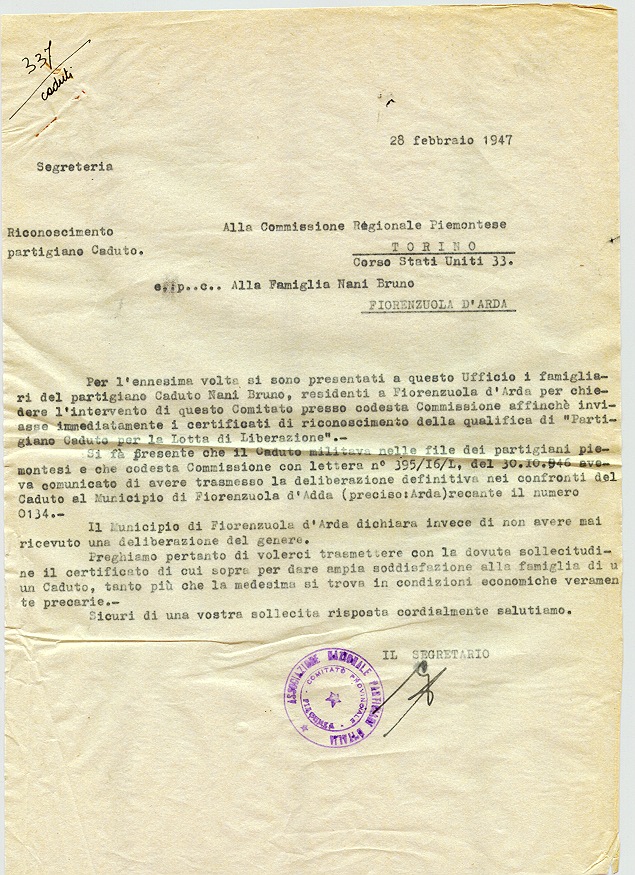 337
caduti
28 febbraio 1947
Segreteria
Riconoscimento
partigiano Caduto.
Alla Commissione Régionale Piemontese
TORINO
Corso Stati Uniti 33.
e..p..c.. Alla Famiglia Nani Bruno
FIORENZUOLA D'ARDA
Per l'ennesima volta si sono presentati a questo Ufficio i famiglia-
ri del partigiano Caduto Nani Bruno, residenti a Fiorenzuola d'Arda per chie-
dere l'intervento di questo Comitato presso codesta Commissione affinchè invi-
asse immediatamente i certificati di riconoscimento della qualifica di "Parti-
giano Caduto per la Lotta di Liberazione".-
Si fà presente che il Caduto militava nelle file dei partigiani pie-
montesi e che codesta Commissione con lettera n° 395/I6/L, del 30.I0.946 ave-
va comunicato di avere trasmesso la deliberazione definitiva nei confronti del
Caduto al Municipio di Fiorenzuola d'Adda (preciso:Arda)recante il numero
0I34.-
Il Municipio di Fiorenzuola d'Arda dichiara invece di non avere mai
ricevuto una deliberazione del genere.
Preghiamo pertanto di volerci trasmettere con la dovuta sollecitudi-
ne il certificato di cui sopra per dare ampia soddisfazione alla famiglia di u
un Caduto, tanto più che la medesima si trova in condizioni economiche veramen
te precarie.-
Sicuri di una vostra sollecita risposta cordialmente salutiamo.
IL SEGRETARIO
ASSOCIAZIONE NAZIONALE PARTIGIANI D'ITALIA
COMITATO PROVINCIALE
PIACENZA